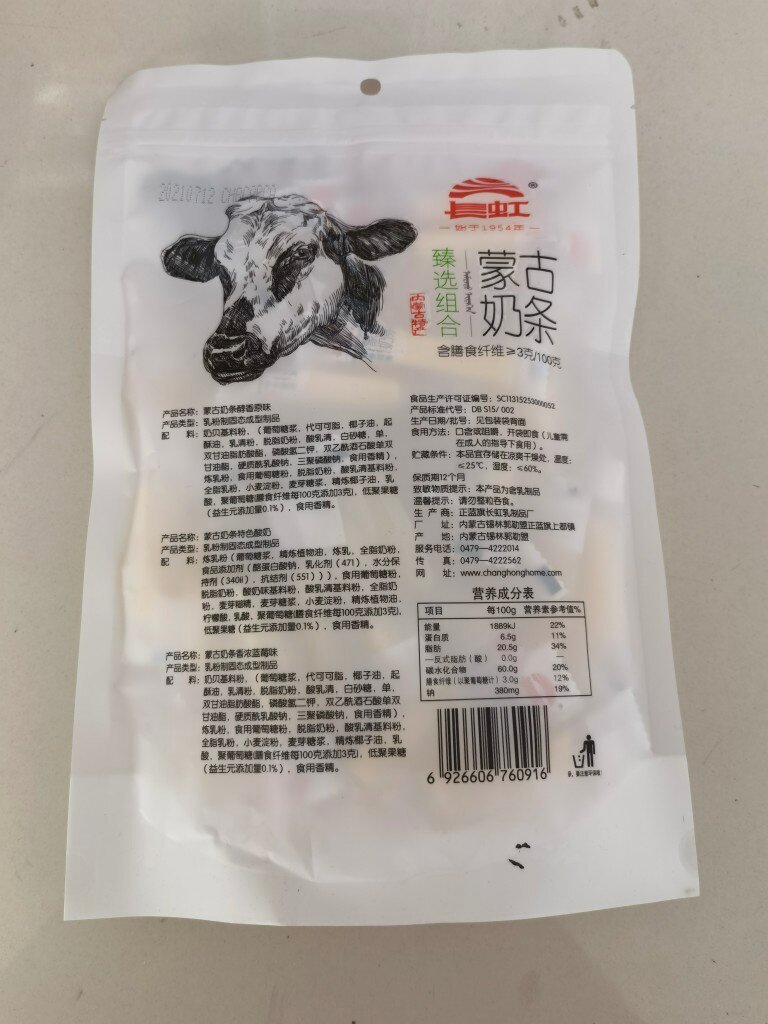 20210712
长虹®
始于1954年
臻选组合
蒙古
奶条
内蒙古特产
含膳食纤维≥3克/100克
产品名称：蒙古奶条醇香原味
产品类型：乳粉制固态成型制品
配 料：奶贝基料粉，（葡萄糖浆，代可可脂，椰子油，起
酥油，乳清粉，脱脂奶粉，酸乳清，白砂糖，单，
双甘油脂肪酸酯，磷酸氢二钾，双乙酰酒石酸单双
甘油酯，硬质酰乳酸钠，三聚磷酸钠，食用香精），
炼乳粉，食用葡萄糖粉，脱脂奶粉，酸乳清基料粉，
全脂乳粉，小麦淀粉，麦芽糖浆，精炼椰子油，乳
酸，聚葡萄糖(膳食纤维每100克添加3克)，低聚果糖
（益生元添加量0.1%），食用香精。
产品名称：蒙古奶条特色酸奶
产品类型：乳粉制固态成型制品
配 料：炼乳粉（葡萄糖浆，精炼植物油，炼乳，全脂奶粉，
食品添加剂（酪蛋白酸钠，乳化剂（471），水分保
持剂（340ii），抗结剂（551））），食用葡萄糖粉，
脱脂奶粉，酸奶味基料粉，酸乳清基料粉，全脂奶
粉，麦芽糊精，麦芽糖浆，小麦淀粉，精炼植物油，
柠檬酸，乳酸，聚葡萄糖(膳食纤维每100克添加3克)，
低聚果糖（益生元添加量0.1%），食用香精。
产品名称：蒙古奶条香浓蓝莓味
产品类型：乳粉制固态成型制品
配 料：奶贝基料粉，（葡萄糖浆，代可可脂，椰子油，起
酥油，乳清粉，脱脂奶粉，酸乳清，白砂糖，单，
双甘油脂肪酸酯，磷酸氢二钾，双乙酰酒石酸单双
甘油酯，硬质酰乳酸钠，三聚磷酸钠，食用香精），
炼乳粉，食用葡萄糖粉，脱脂奶粉，酸乳清基料粉，
全脂乳粉，小麦淀粉，麦芽糖浆，精炼椰子油，乳
酸，聚葡萄糖(膳食纤维每100克添加3克)，低聚果糖
（益生元添加量0.1%），食用香精。
食品生产许可证编号：SC11315253000052
产品标准代号：DB S15/ 002
生产日期/批号：见包装袋背面
食用方法：口含或咀嚼，开袋即食（儿童需
在成人的指导下食用）。
贮藏条件：本品宜存储在凉爽干燥处，温度：
≤25℃，湿度：≤60%。
保质期12个月
致敏物质提示：本产品为含乳制品
温馨提示：请勿整粒吞食。
生 产 商：正蓝旗长虹乳制品厂
厂 址：内蒙古锡林郭勒盟正蓝旗上都镇
产 地：内蒙古锡林郭勒盟
服务电话：0479—4222014
传 真：0479—4222562
网 址：www.changhonghome.com
营养成分表
项目 每100g 营养素参考值%
能量 1889kJ 22%
蛋白质 6.5g 11%
脂肪 20.5g 34%
—反式脂肪（酸） 0.0g —
碳水化合物 60.0g 20%
膳食纤维（以聚葡萄糖计） 3.0g 12%
钠 380mg 19%
6 926606 760916